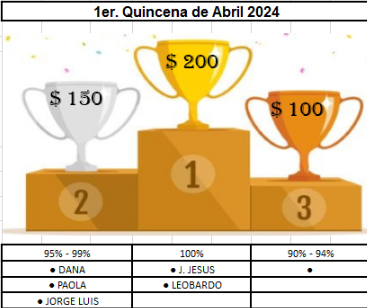 1er. Quincena de Abril 2024
$ 200
$ 150
$ 100
1
2
3
95% - 99% 100% 90% - 94%
● DANA ● J. JESUS ●
● PAOLA ● LEOBARDO
● JORGE LUIS